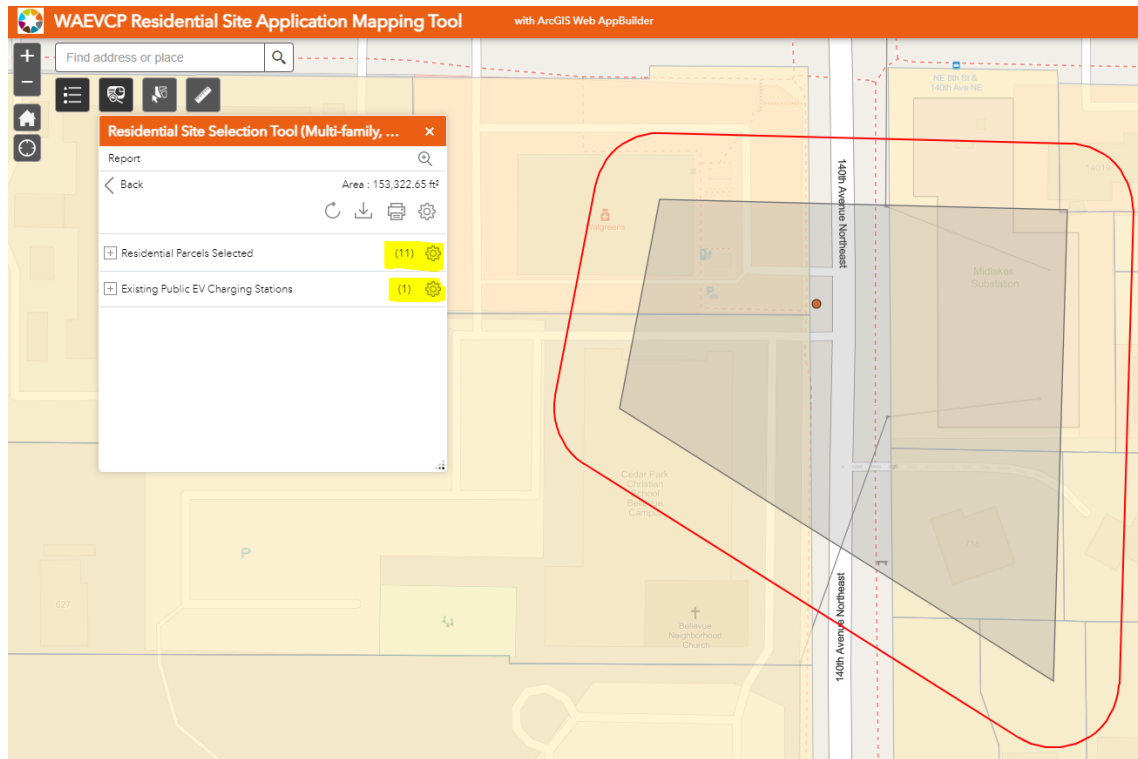 WAEVCP Residential Site Application Mapping Tool
with ArcGIS Web AppBuilder
Find address or place
Residential Site Selection Tool (Multi-family, ...
Report
Back
Area : 153,322.65 ft²
Residential Parcels Selected
(11)
Existing Public EV Charging Stations
(1)
NE 8th St &
140th Ave NE
140th Avenue Northeast
Walgreens
Midlakes
Substation
Cedar Park
Christian
School
Bellevue
Campus
P
718
627
Bellevue
Neighborhood
Church
140th Avenue Northeast